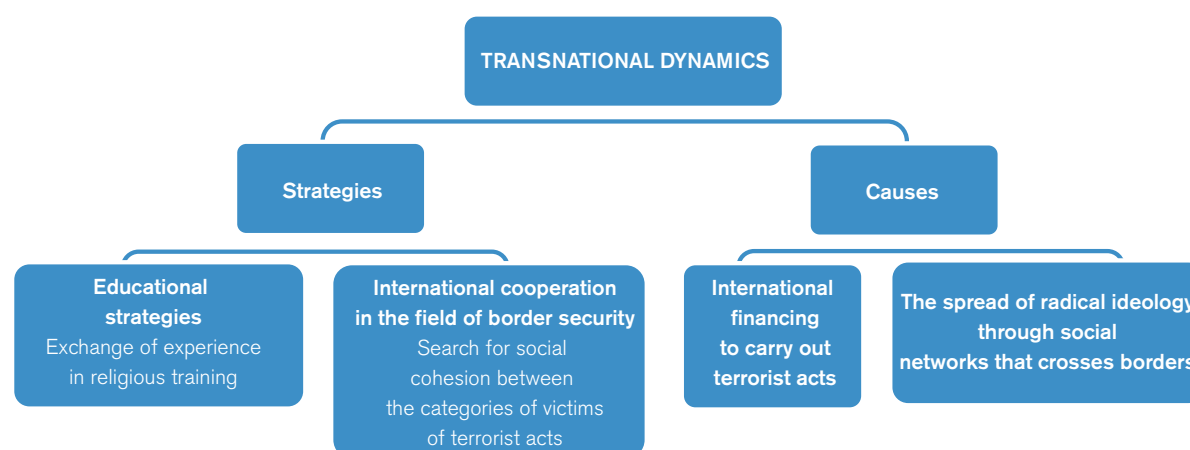 TRANSNATIONAL DYNAMICS
Strategies
Causes
Educational
strategies
Exchange of experience
in religious training
International cooperation
in the field of border security
Search for social
cohesion between
the categories of victims
of terrorist acts
International
financing
to carry out
terrorist acts
The spread of radical ideology
through social
networks that crosses borders